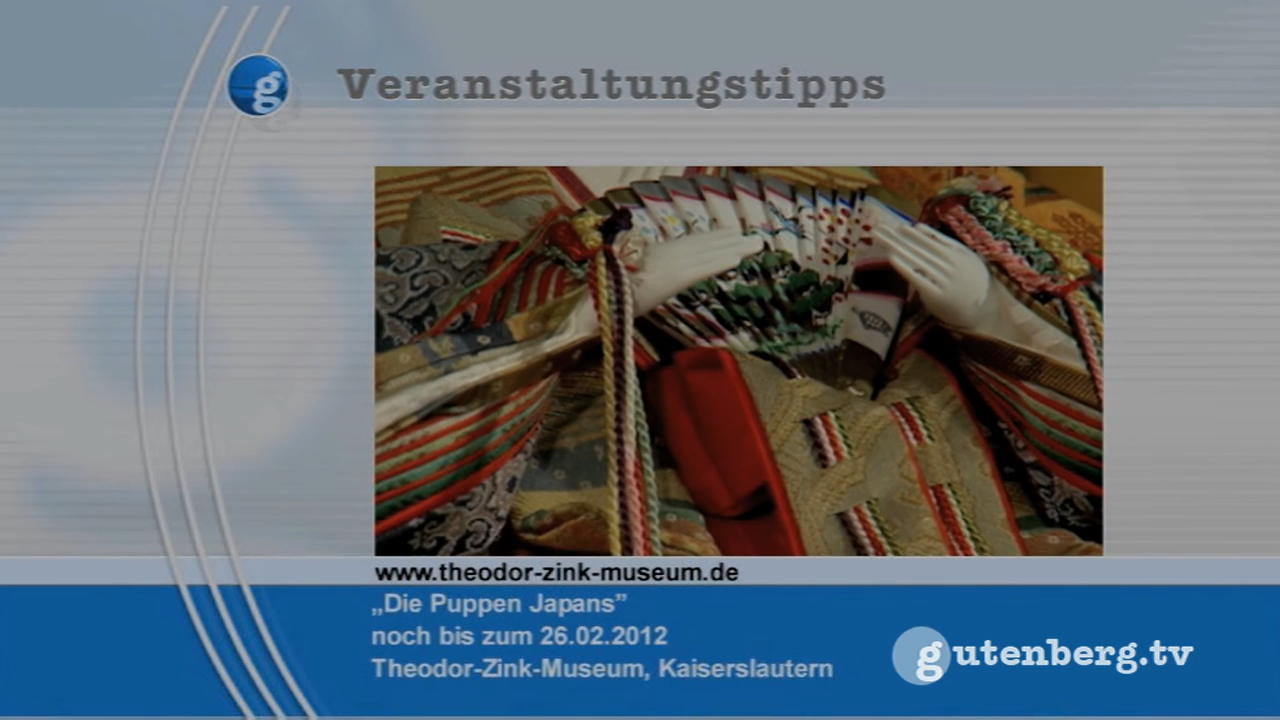 g
Veranstaltungstipps
www.theodor-zink-museum.de
„Die Puppen Japans”
noch bis zum 26.02.2012
Theodor-Zink-Museum, Kaiserslautern
gutenberg.tv